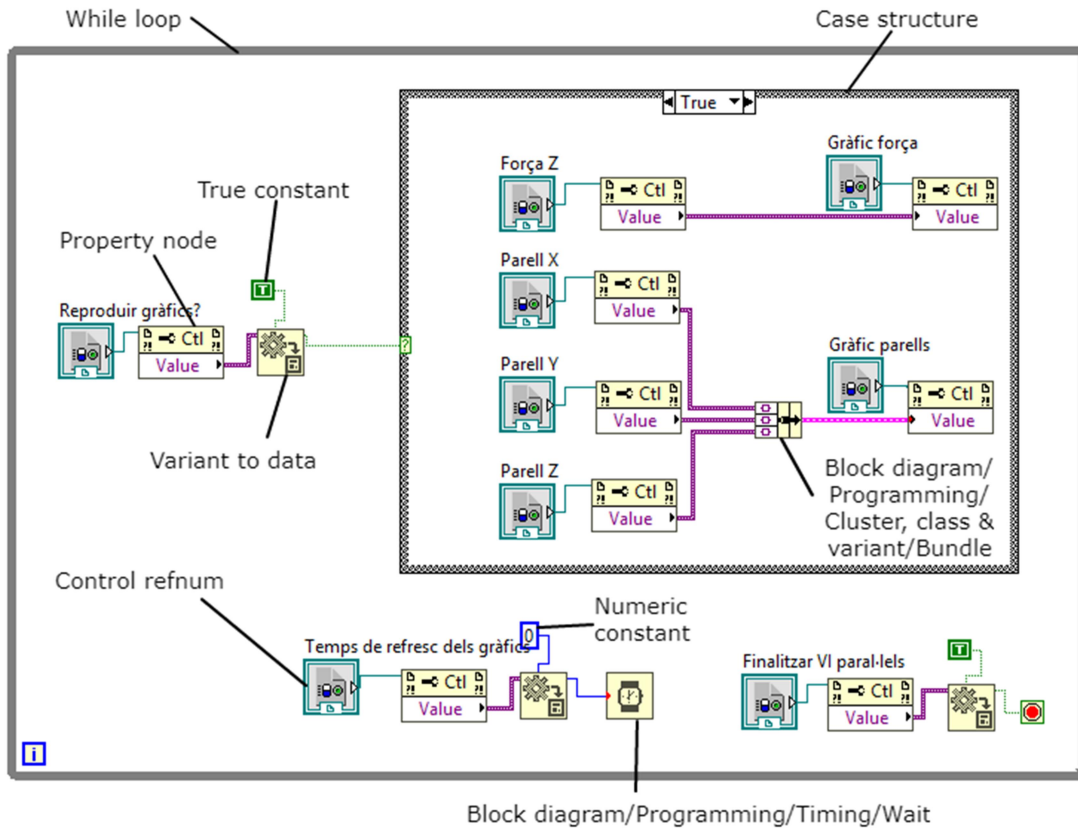 While loop
Case structure
True
Força Z
Ctl
Value
Gràfic força
Ctl
Value
True constant
Property node
T
Reproduir gràfics?
Ctl
Value
?
Variant to data
Parell X
Ctl
Value
Parell Y
Ctl
Value
Gràfic parells
Ctl
Value
Parell Z
Ctl
Value
Block diagram/
Programming/
Cluster, class &
variant/Bundle
Control refnum
Numeric
constant
0
Temps de refresc dels gràfics
Ctl
Value
T
Finalitzar VI paral·lels
Ctl
Value
i
Block diagram/Programming/Timing/Wait